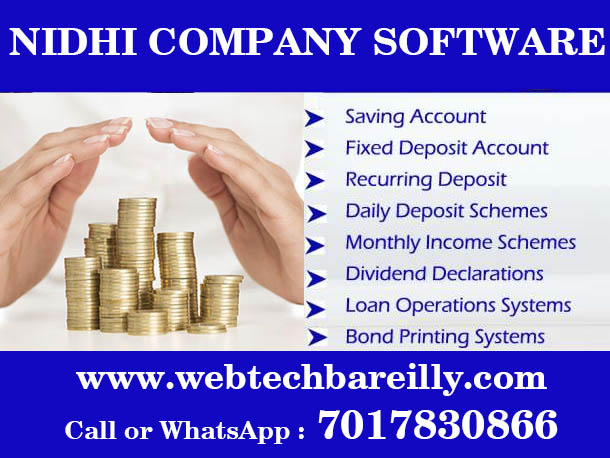 NIDHI COMPANY SOFTWARE
Saving Account
Fixed Deposit Account
Recurring Deposit
Daily Deposit Schemes
Monthly Income Schemes
Dividend Declarations
Loan Operations Systems
Bond Printing Systems
www.webtechbareilly.com
Call or WhatsApp : 7017830866